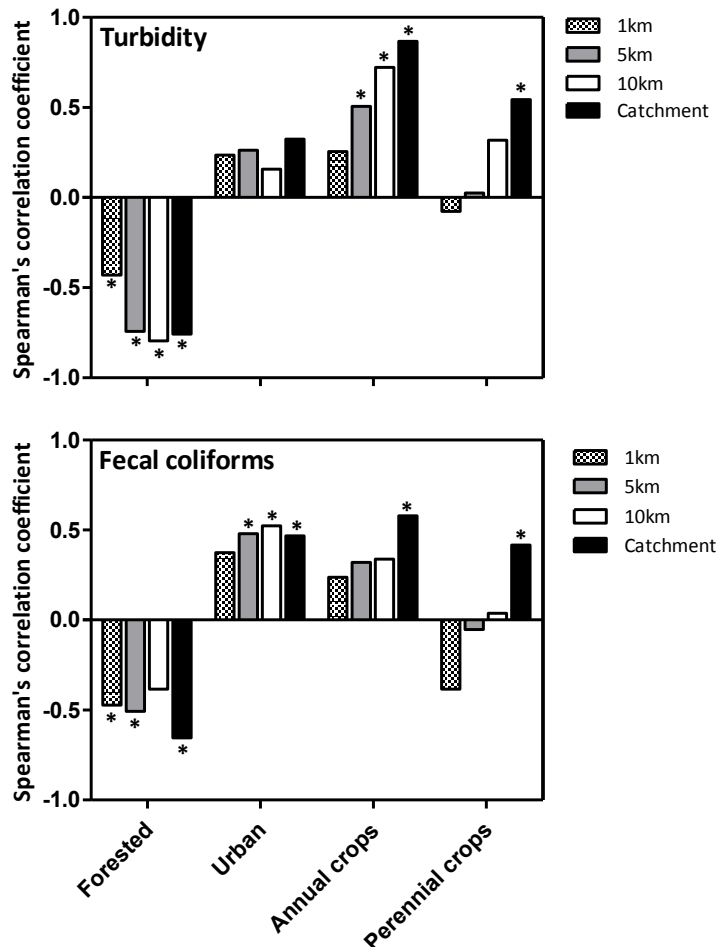 Turbidity
Spearman's correlation coefficient
1.0
0.5
0.0
-0.5
-1.0
* * * * * * * *
1km
5km
10km
Catchment
Fecal coliforms
Spearman's correlation coefficient
1.0
0.5
0.0
-0.5
-1.0
* * * * * * * *
1km
5km
10km
Catchment
Forested
Urban
Annual crops
Perennial crops